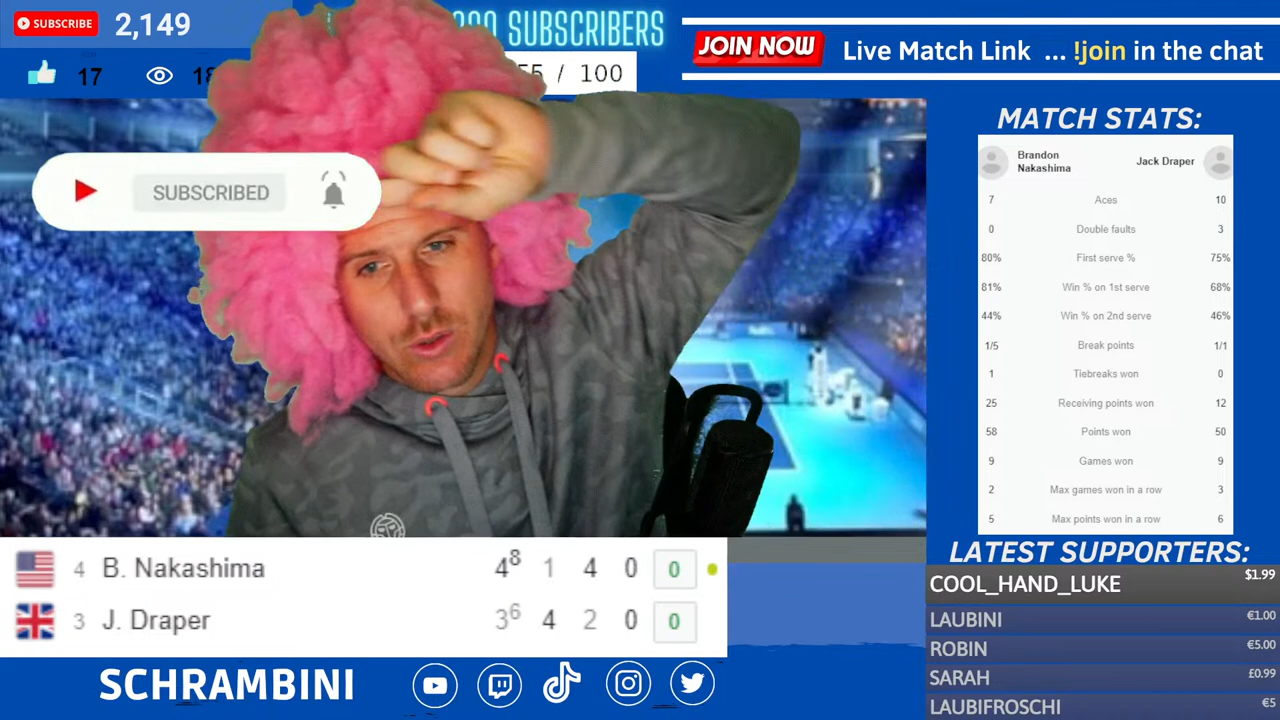 SUBSCRIBE 2,149
SUBSCRIBERS
17
/ 100
JOIN NOW
Live Match Link ... !join in the chat
SUBSCRIBED
MATCH STATS:
Brandon Nakashima
Jack Draper
7 Aces 10
0 Double faults 3
80% First serve % 75%
81% Win % on 1st serve 68%
44% Win % on 2nd serve 46%
1/5 Break points 1/1
1 Tiebreaks won 0
25 Receiving points won 12
58 Points won 50
9 Games won 9
2 Max games won in a row 3
5 Max points won in a row 6
4 B. Nakashima 4⁸ 1 4 0 0
3 J. Draper 3⁶ 4 2 0 0
LATEST SUPPORTERS:
COOL_HAND_LUKE $1.99
LAUBINI €1.00
ROBIN €5.00
SARAH £0.99
LAUBIFROSCHI €5
SCHRAMBINI